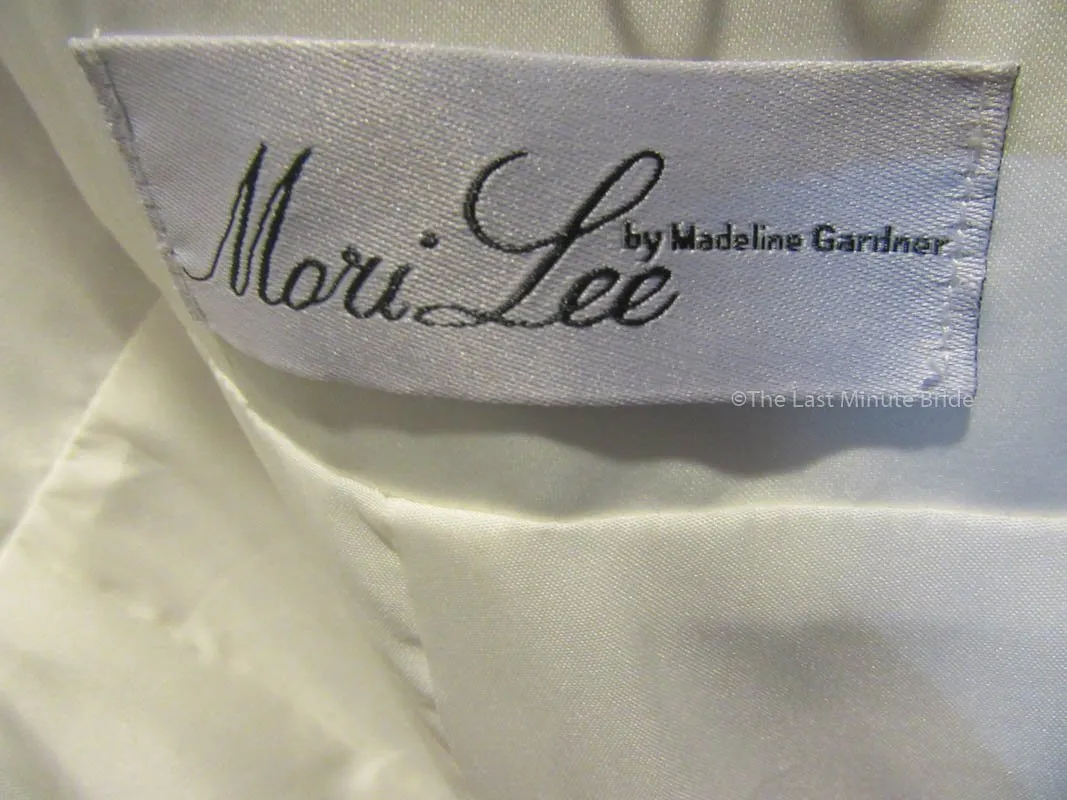 Mori Lee by Madeline Gardner
©The Last Minute Bride